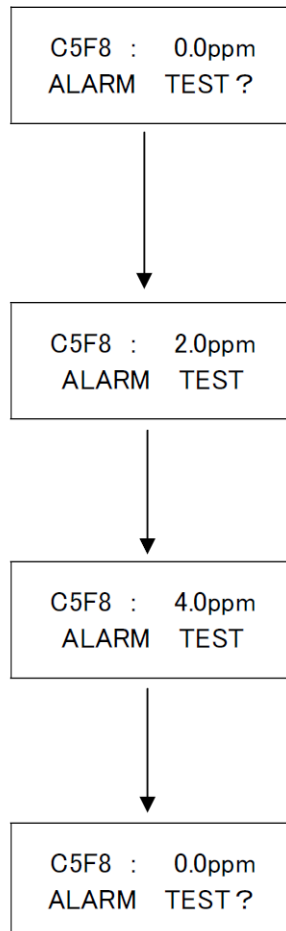 C5F8 : 0.0ppm
ALARM TEST?
C5F8 : 2.0ppm
ALARM TEST
C5F8 : 4.0ppm
ALARM TEST
C5F8 : 0.0ppm
ALARM TEST?